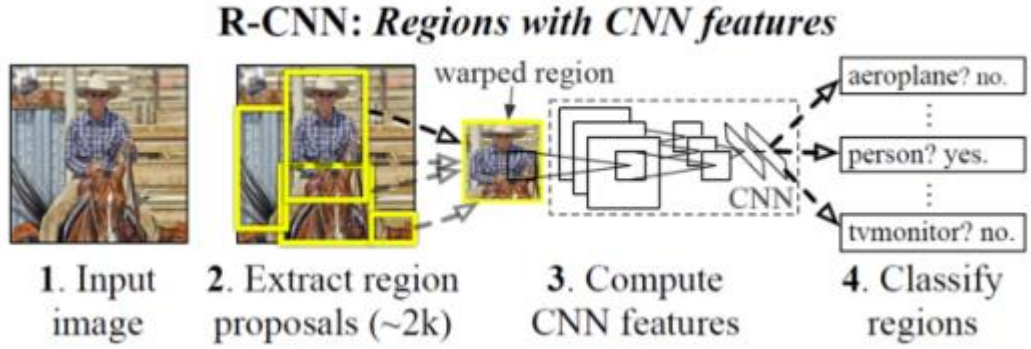 R-CNN: Regions with CNN features
warped region
aeroplane? no.
person? yes.
tvmonitor? no.
CNN
1. Input
image
2. Extract region
proposals (~2k)
3. Compute
CNN features
4. Classify
regions